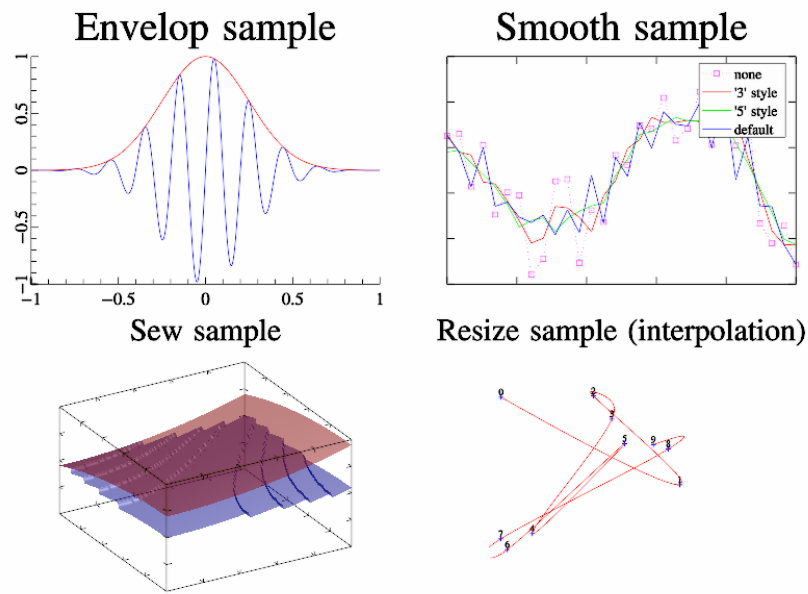 Envelop sample
1
0.5
0
−0.5
−1
−1
−0.5
0
0.5
1
Smooth sample
none
'3' style
'5' style
default
Sew sample
Resize sample (interpolation)
0
2
3
5
9
8
1
4
7
6